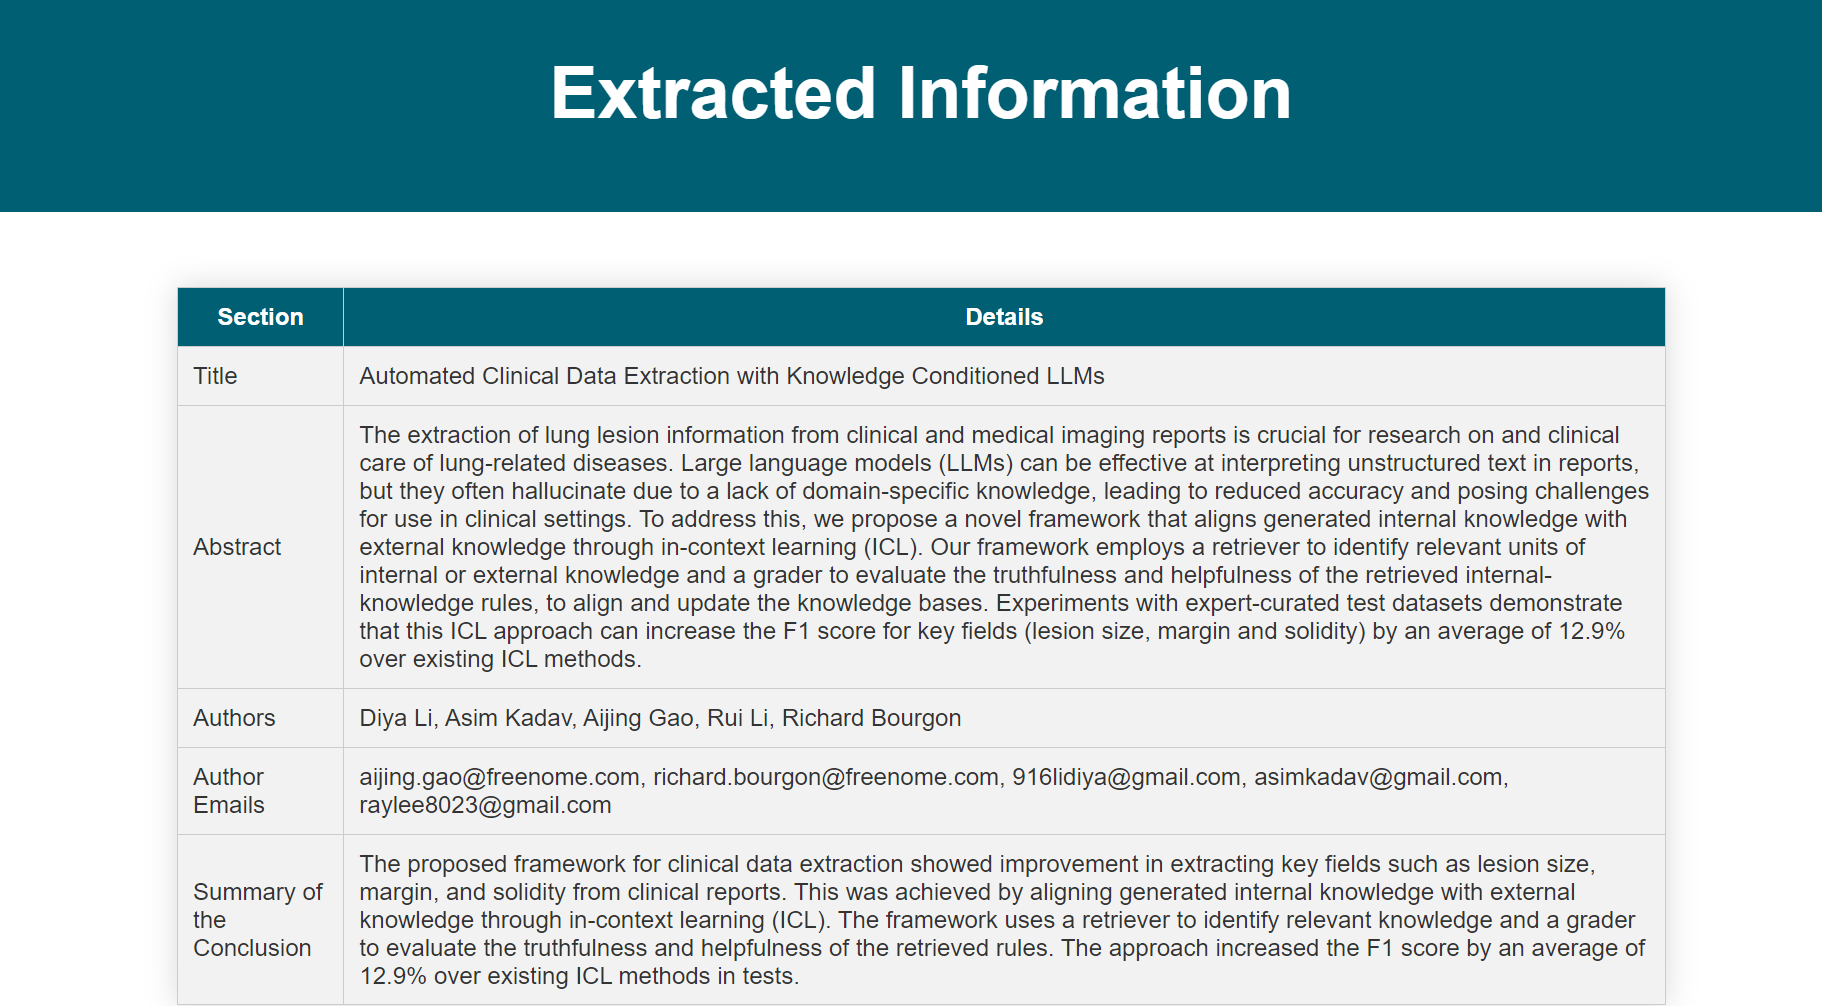 Extracted Information
Section
Details
Title
Automated Clinical Data Extraction with Knowledge Conditioned LLMs
Abstract
The extraction of lung lesion information from clinical and medical imaging reports is crucial for research on and clinical
care of lung-related diseases. Large language models (LLMs) can be effective at interpreting unstructured text in reports,
but they often hallucinate due to a lack of domain-specific knowledge, leading to reduced accuracy and posing challenges
for use in clinical settings. To address this, we propose a novel framework that aligns generated internal knowledge with
external knowledge through in-context learning (ICL). Our framework employs a retriever to identify relevant units of
internal or external knowledge and a grader to evaluate the truthfulness and helpfulness of the retrieved internal-
knowledge rules, to align and update the knowledge bases. Experiments with expert-curated test datasets demonstrate
that this ICL approach can increase the F1 score for key fields (lesion size, margin and solidity) by an average of 12.9%
over existing ICL methods.
Authors
Diya Li, Asim Kadav, Aijing Gao, Rui Li, Richard Bourgon
Author
Emails
aijing.gao@freenome.com, richard.bourgon@freenome.com, 916lidiya@gmail.com, asimkadav@gmail.com,
raylee8023@gmail.com
Summary of
the
Conclusion
The proposed framework for clinical data extraction showed improvement in extracting key fields such as lesion size,
margin, and solidity from clinical reports. This was achieved by aligning generated internal knowledge with external
knowledge through in-context learning (ICL). The framework uses a retriever to identify relevant knowledge and a grader
to evaluate the truthfulness and helpfulness of the retrieved rules. The approach increased the F1 score by an average of
12.9% over existing ICL methods in tests.